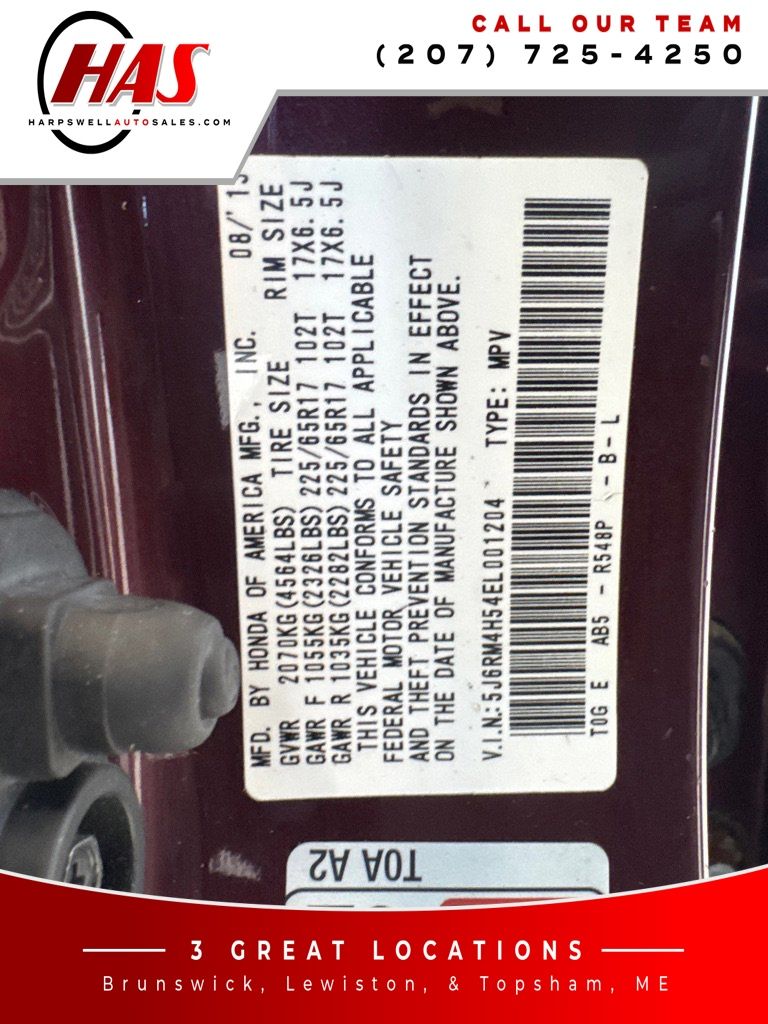 HAS
HARPSWELLAUTOSALES.COM
CALL OUR TEAM
(207) 725-4250
MFD. BY HONDA OF AMERICA MFG., INC. 08/'13
GVWR 2070KG(4564LBS) TIRE SIZE RIM SIZE
GAWR F 1055KG(2326LBS) 225/65R17 102T 17X6.5J
GAWR R 1035KG(2282LBS) 225/65R17 102T 17X6.5J
THIS VEHICLE CONFORMS TO ALL APPLICABLE
FEDERAL MOTOR VEHICLE SAFETY
AND THEFT PREVENTION STANDARDS IN EFFECT
ON THE DATE OF MANUFACTURE SHOWN ABOVE.
V.I.N.: 5J6RM4H54EL001204 TYPE: MPV
T0G E AB5 - R548P - B - L
T0A A2
3 GREAT LOCATIONS
Brunswick, Lewiston, & Topsham, ME